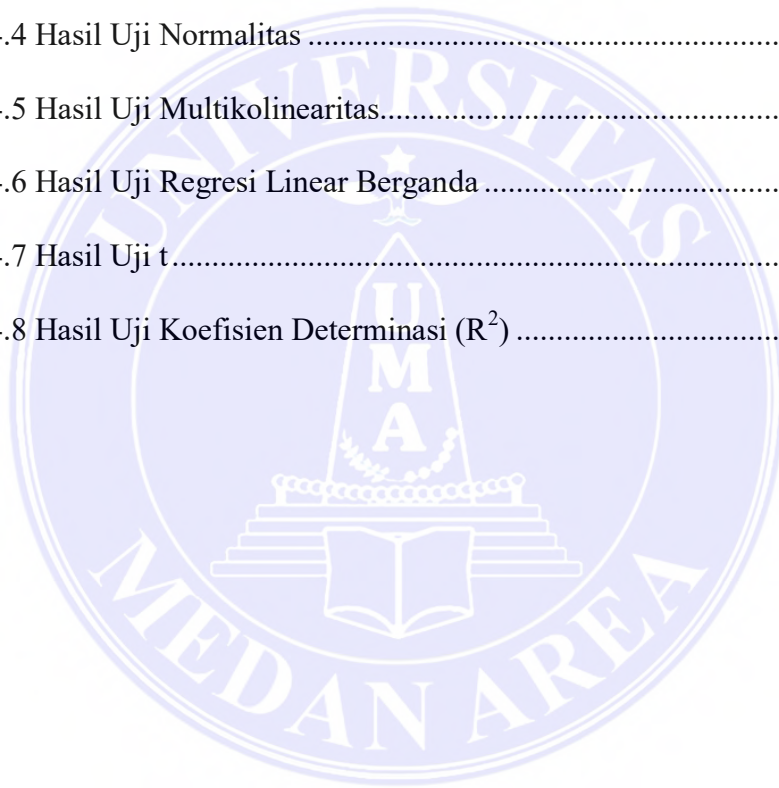 .4 Hasil Uji Normalitas ................................................................
.5 Hasil Uji Multikolinearitas.......................................................
.6 Hasil Uji Regresi Linear Berganda ..........................................
.7 Hasil Uji t..................................................................................
.8 Hasil Uji Koefisien Determinasi (R²) ......................................
UNIVERSITAS
UMA
MEDAN AREA